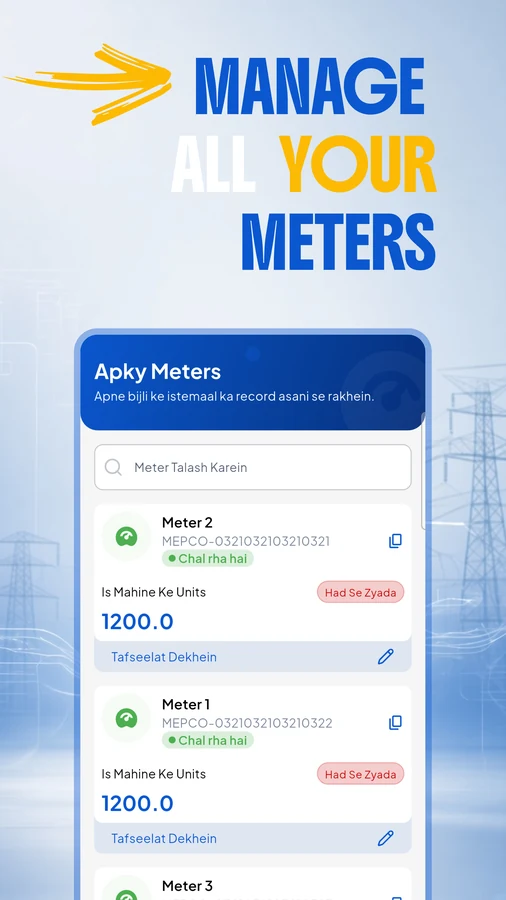 MANAGE
ALL YOUR
METERS
Apky Meters
Apne bijli ke istemaal ka record asani se rakhein.
Meter Talash Karein
Meter 2
MEPCO-0321032103210321
Chal rha hai
Is Mahine Ke Units
Had Se Zyada
1200.0
Tafseelat Dekhein
Meter 1
MEPCO-0321032103210322
Chal rha hai
Is Mahine Ke Units
Had Se Zyada
1200.0
Tafseelat Dekhein
Meter 3